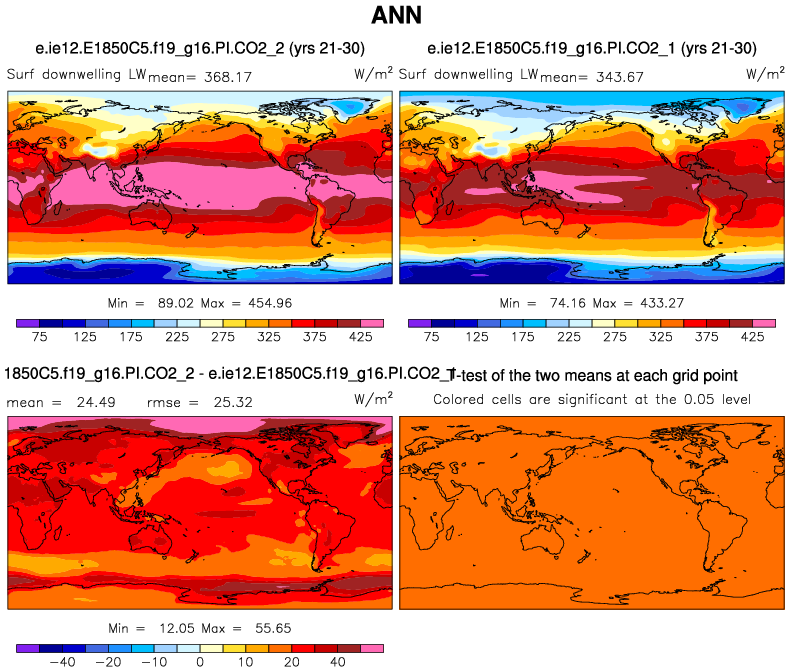 ANN
e.ie12.E1850C5.f19_g16.PI.CO2_2 (yrs 21-30)
e.ie12.E1850C5.f19_g16.PI.CO2_1 (yrs 21-30)
Surf downwelling LW mean= 368.17 W/m²
Surf downwelling LW mean= 343.67 W/m²
Min = 89.02 Max = 454.96
Min = 74.16 Max = 433.27
75 125 175 225 275 325 375 425
75 125 175 225 275 325 375 425
1850C5.f19_g16.PI.CO2_2 - e.ie12.E1850C5.f19_g16.PI.CO2_
T-test of the two means at each grid point
mean = 24.49 rmse = 25.32 W/m²
Colored cells are significant at the 0.05 level
Min = 12.05 Max = 55.65
−40 −20 −10 0 10 20 40